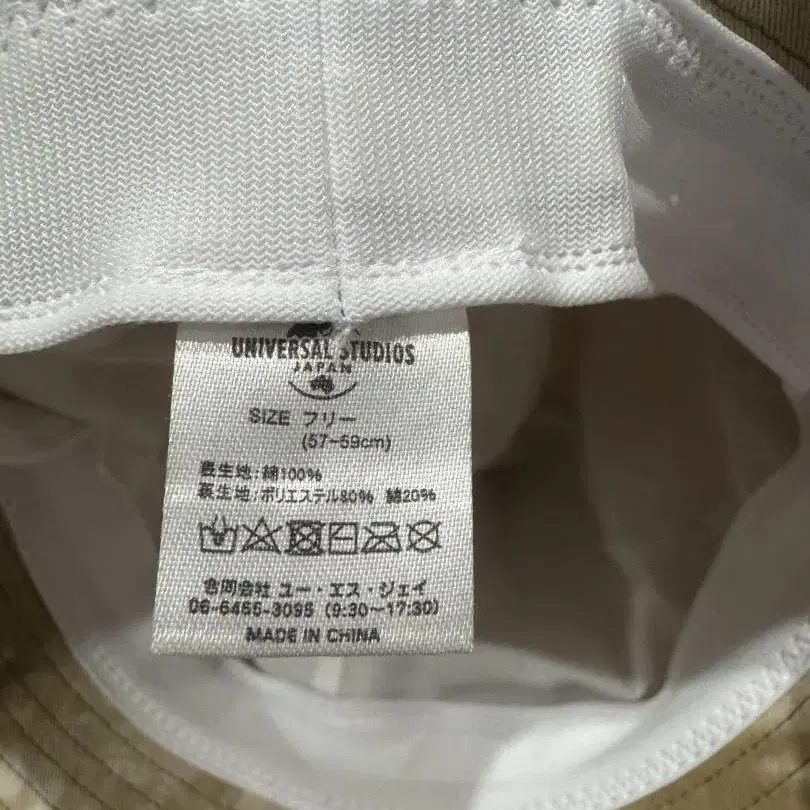 UNIVERSAL STUDIOS
JAPAN
SIZE フリー
(57-59cm)
表生地:綿100%
裏生地:ポリエステル80% 綿20%
合同会社 ユー・エス・ジェイ
06-6465-3095 (9:30~17:30)
MADE IN CHINA